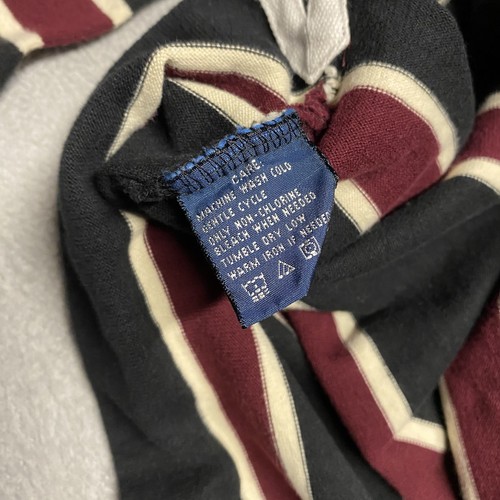 CARE:
MACHINE WASH COLD
GENTLE CYCLE
ONLY NON-CHLORINE
BLEACH WHEN NEEDED
TUMBLE DRY LOW
WARM IRON IF NEEDED